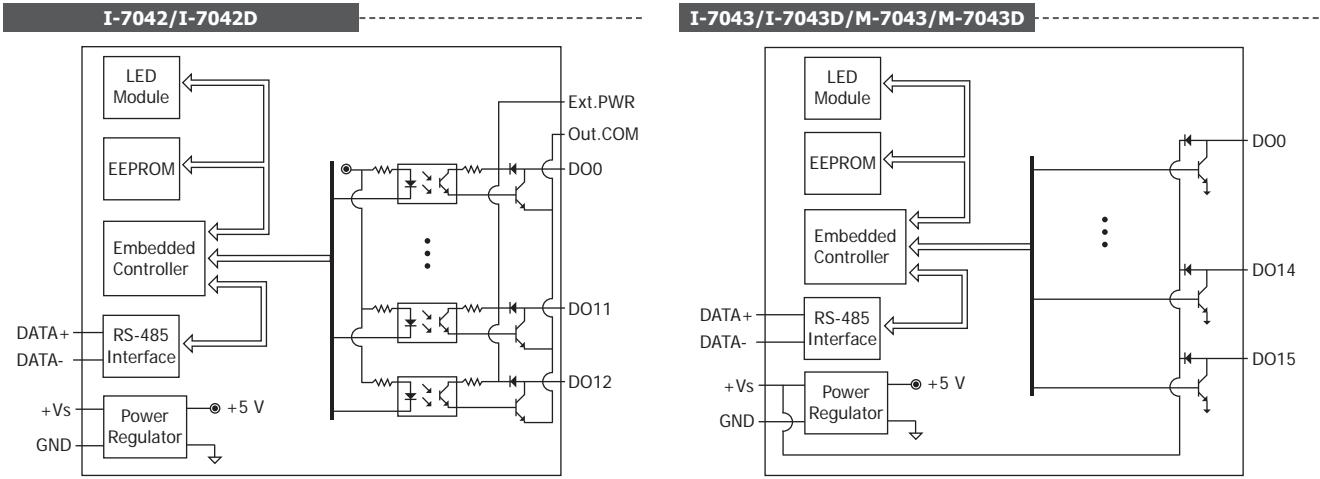 I-7042/I-7042D
LED
Module
EEPROM
Embedded
Controller
RS-485
Interface
Power
Regulator
DATA+
DATA-
+Vs
GND
+5 V
Ext.PWR
Out.COM
DO0
DO11
DO12
I-7043/I-7043D/M-7043/M-7043D
LED
Module
EEPROM
Embedded
Controller
RS-485
Interface
Power
Regulator
DATA+
DATA-
+Vs
GND
+5 V
DO0
DO14
DO15